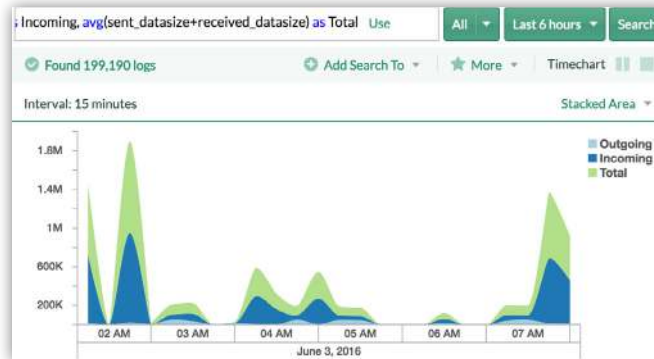 Incoming, avg(sent_datasize+received_datasize) as Total Use
All
Last 6 hours
Search
Found 199,190 logs
Add Search To
More
Timechart
Interval: 15 minutes
Stacked Area
1.8M
1.4M
1M
600K
200K
Outgoing
Incoming
Total
02 AM 03 AM 04 AM 05 AM 06 AM 07 AM
June 3, 2016